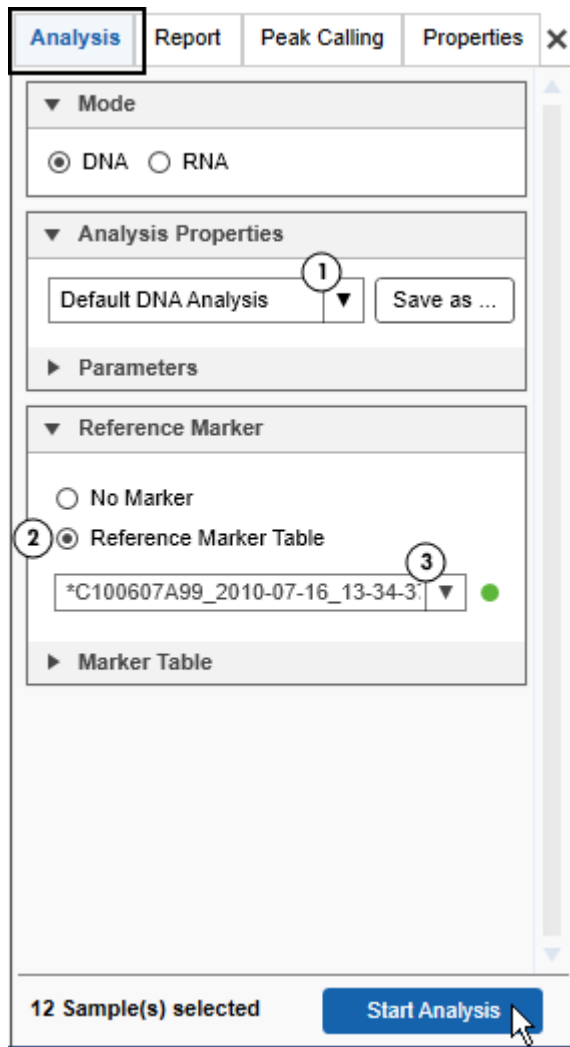 Analysis Report Peak Calling Properties
Mode
DNA RNA
Analysis Properties
1
Default DNA Analysis Save as ...
Parameters
Reference Marker
No Marker
2 Reference Marker Table
3
*C100607A99_2010-07-16_13-34-3
Marker Table
12 Sample(s) selected Start Analysis